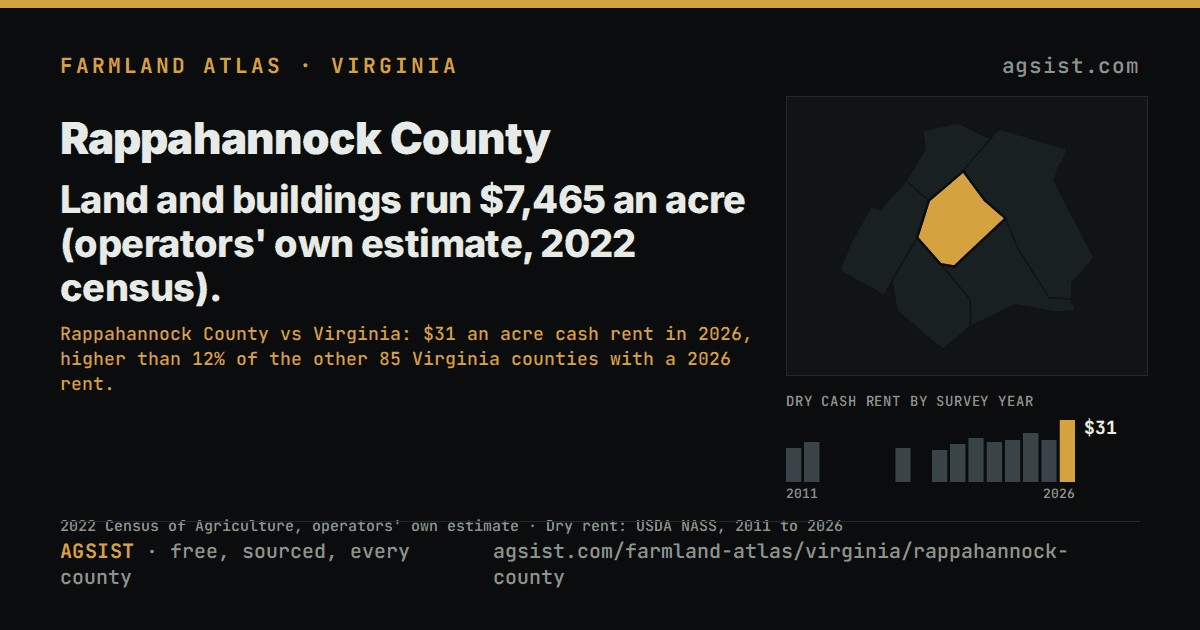 FARMLAND ATLAS · VIRGINIA
agsist.com
Rappahannock County
Land and buildings run $7,465 an acre
(operators' own estimate, 2022
census).
Rappahannock County vs Virginia: $31 an acre cash rent in 2026,
higher than 12% of the other 85 Virginia counties with a 2026
rent.
DRY CASH RENT BY SURVEY YEAR
$31
2011
2026
2022 Census of Agriculture, operators' own estimate · Dry rent: USDA NASS, 2011 to 2026
AGSIST · free, sourced, every
county
agsist.com/farmland-atlas/virginia/rappahannock-
county